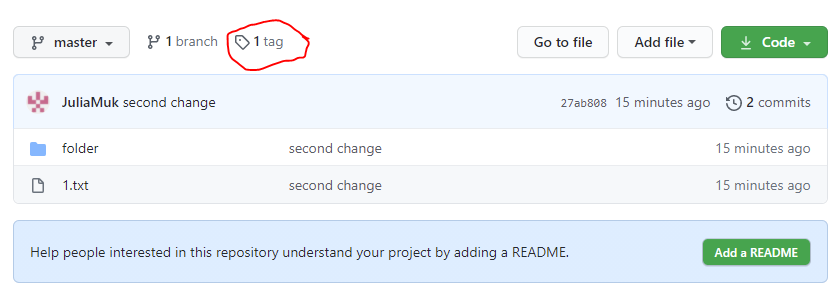 master 1 branch 1 tag Go to file Add file Code
JuliaMuk second change 27ab808 15 minutes ago 2 commits
folder second change 15 minutes ago
1.txt second change 15 minutes ago
Help people interested in this repository understand your project by adding a README. Add a README